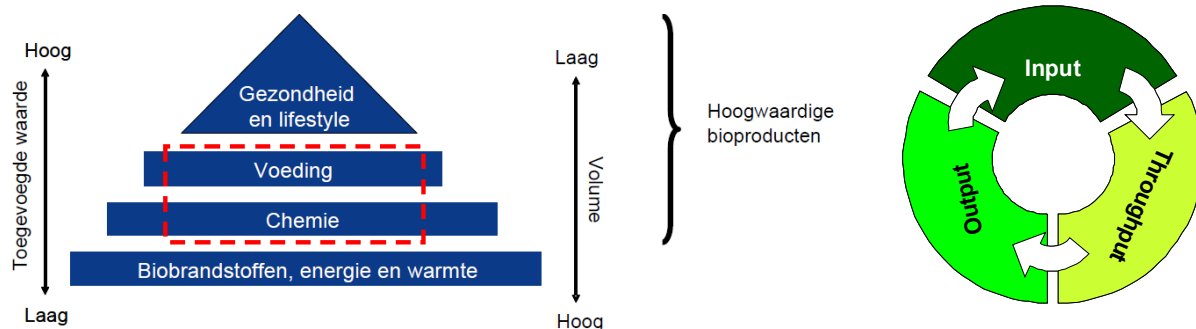 Hoog
Toegevoegde waarde
Laag
Gezondheid
en lifestyle
Voeding
Chemie
Biobrandstoffen, energie en warmte
Laag
Volume
Hoog
Hoogwaardige
bioproducten
Input
Throughput
Output